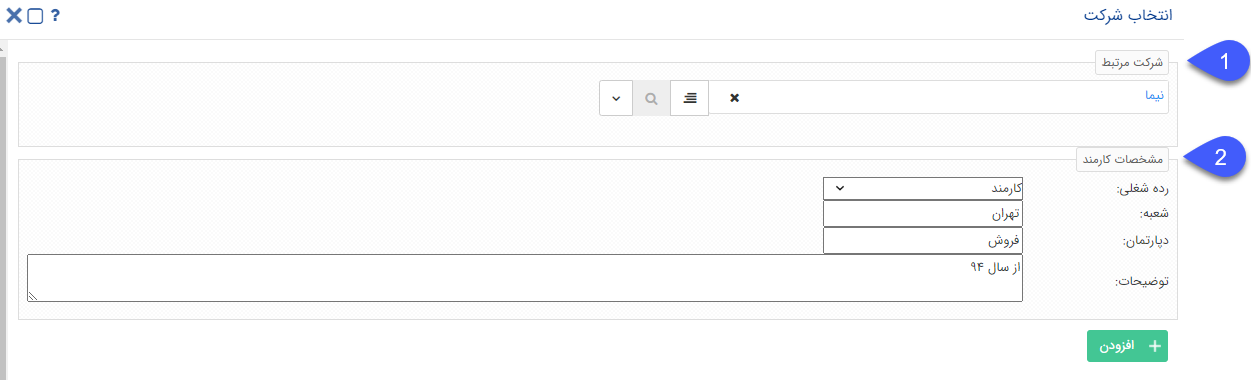 انتخاب شرکت
?
شرکت مرتبط
1
نیما
مشخصات کارمند
2
رده شغلی:
کارمند
شعبه:
تهران
دپارتمان:
فروش
توضیحات:
از سال ۹۴
افزودن